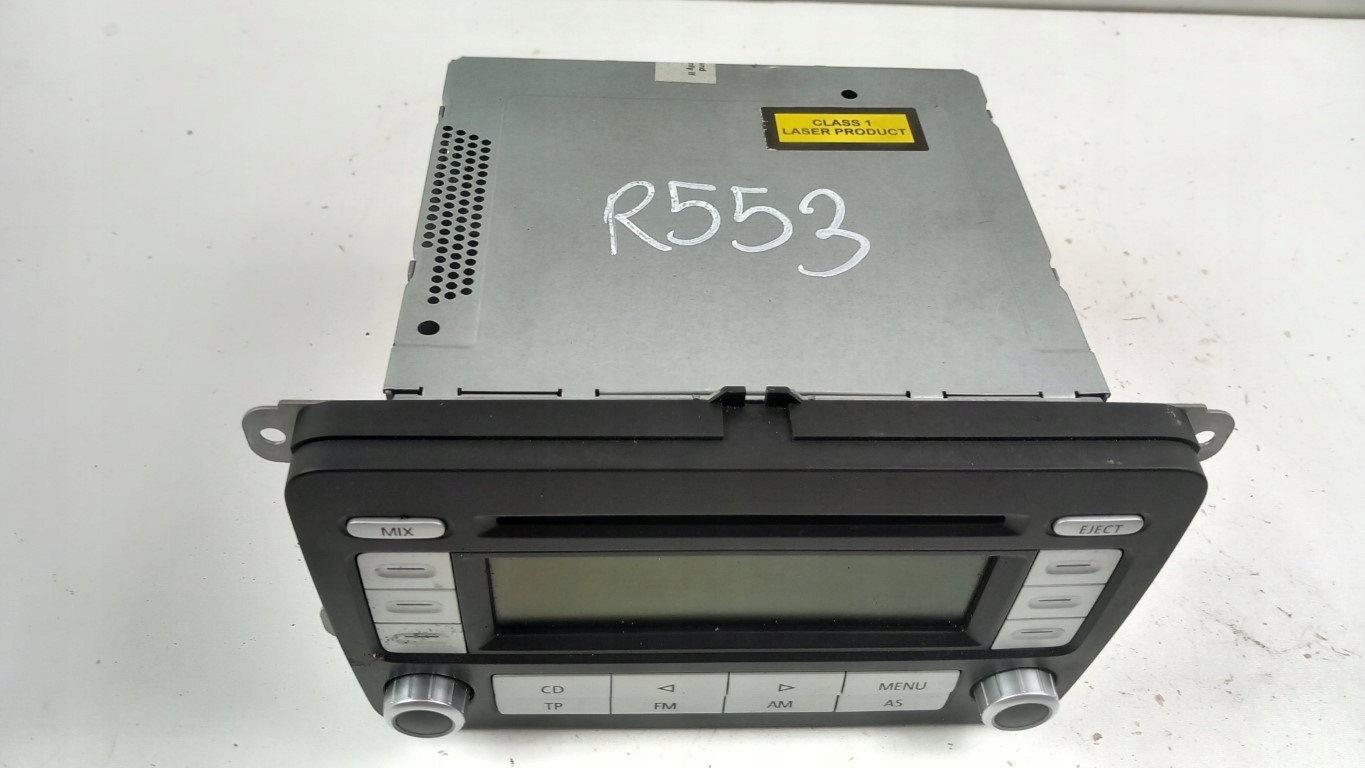 CLASS 1
LASER PRODUCT
R553
MIX
EJECT
CD
MENU
TP
FM
AM
AS